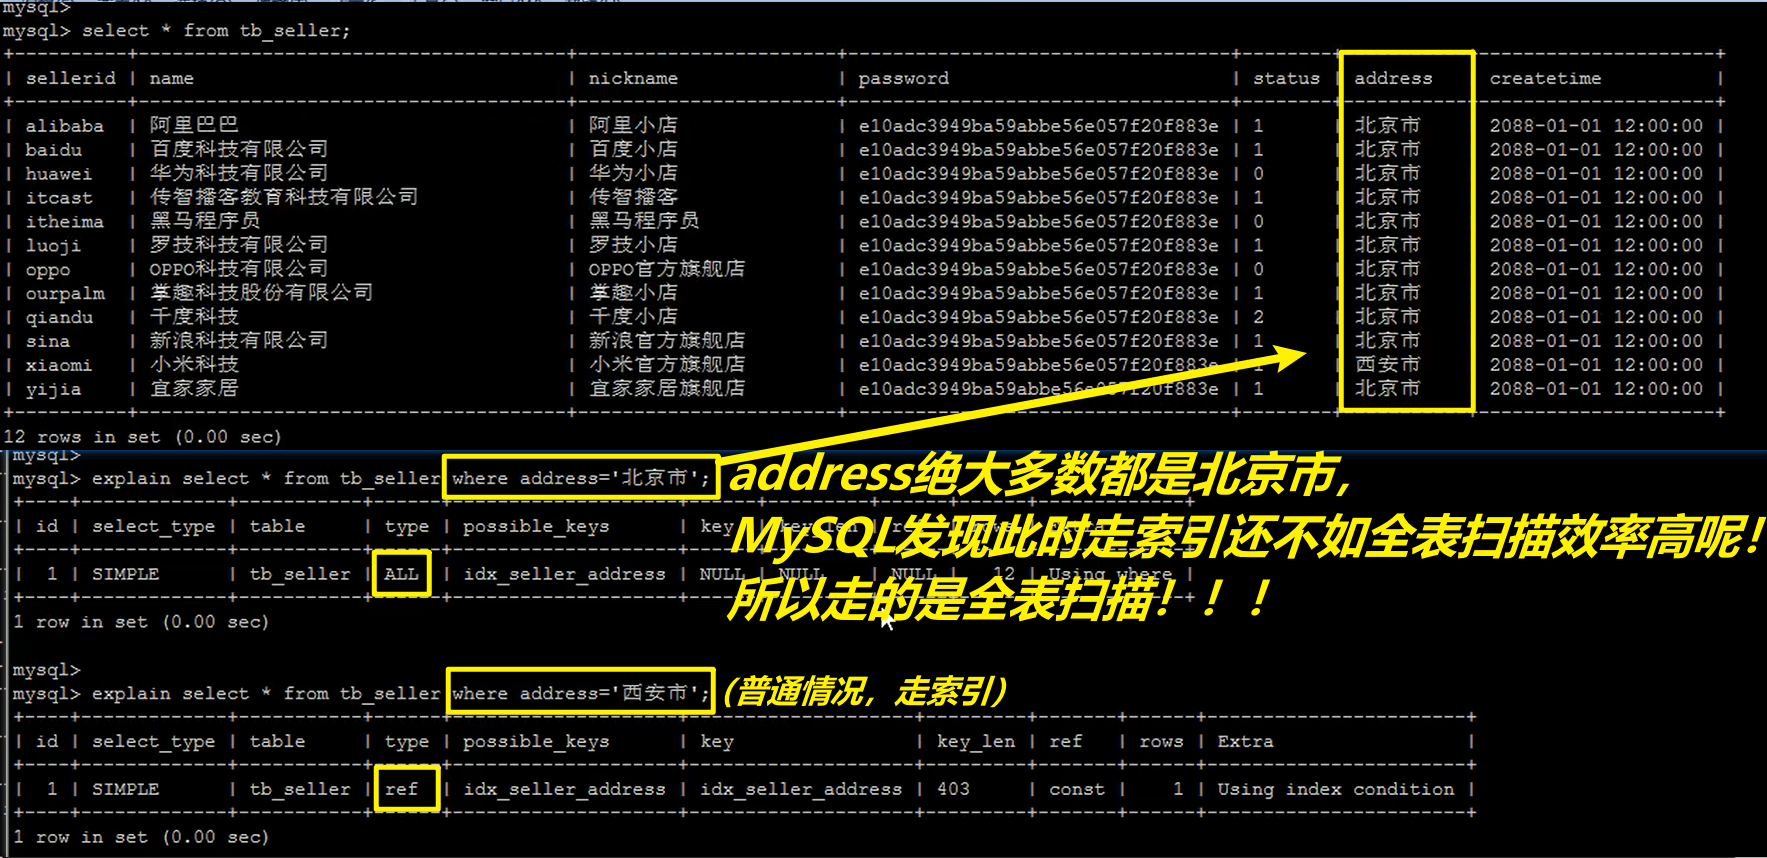 mysql>
mysql> select * from tb_seller;
| sellerid | name | nickname | password | status | address | createtime |
| alibaba | 阿里巴巴 | 阿里小店 | e10adc3949ba59abbe56e057f20f883e | 1 | 北京市 | 2088-01-01 12:00:00 |
| baidu | 百度科技有限公司 | 百度小店 | e10adc3949ba59abbe56e057f20f883e | 1 | 北京市 | 2088-01-01 12:00:00 |
| huawei | 华为科技有限公司 | 华为小店 | e10adc3949ba59abbe56e057f20f883e | 0 | 北京市 | 2088-01-01 12:00:00 |
| itcast | 传智播客教育科技有限公司 | 传智播客 | e10adc3949ba59abbe56e057f20f883e | 1 | 北京市 | 2088-01-01 12:00:00 |
| itheima | 黑马程序员 | 黑马程序员 | e10adc3949ba59abbe56e057f20f883e | 0 | 北京市 | 2088-01-01 12:00:00 |
| luoji | 罗技科技有限公司 | 罗技小店 | e10adc3949ba59abbe56e057f20f883e | 1 | 北京市 | 2088-01-01 12:00:00 |
| oppo | OPPO科技有限公司 | OPPO官方旗舰店 | e10adc3949ba59abbe56e057f20f883e | 0 | 北京市 | 2088-01-01 12:00:00 |
| ourpalm | 掌趣科技股份有限公司 | 掌趣小店 | e10adc3949ba59abbe56e057f20f883e | 1 | 北京市 | 2088-01-01 12:00:00 |
| qiandu | 千度科技 | 千度小店 | e10adc3949ba59abbe56e057f20f883e | 2 | 北京市 | 2088-01-01 12:00:00 |
| sina | 新浪科技有限公司 | 新浪官方旗舰店 | e10adc3949ba59abbe56e057f20f883e | 1 | 北京市 | 2088-01-01 12:00:00 |
| xiaomi | 小米科技 | 小米官方旗舰店 | e10adc3949ba59abbe56e057f20f883e | | 西安市 | 2088-01-01 12:00:00 |
| yijia | 宜家家居 | 宜家家居旗舰店 | e10adc3949ba59abbe56e057f20f883e | 1 | 北京市 | 2088-01-01 12:00:00 |
12 rows in set (0.00 sec)
mysql>
mysql> explain select * from tb_seller where address='北京市';
address绝大多数都是北京市,
| id | select_type | table | type | possible_keys | key | key_len |
MySQL发现此时走索引还不如全表扫描效率高呢！
| 1 | SIMPLE | tb_seller | ALL | idx_seller_address | NULL | NULL | NULL | 12 | Using where |
所以走的是全表扫描！！！
1 row in set (0.00 sec)
mysql>
mysql> explain select * from tb_seller where address='西安市';
（普通情况，走索引）
| id | select_type | table | type | possible_keys | key | key_len | ref | rows | Extra |
| 1 | SIMPLE | tb_seller | ref | idx_seller_address | idx_seller_address | 403 | const | 1 | Using index condition |
1 row in set (0.00 sec)